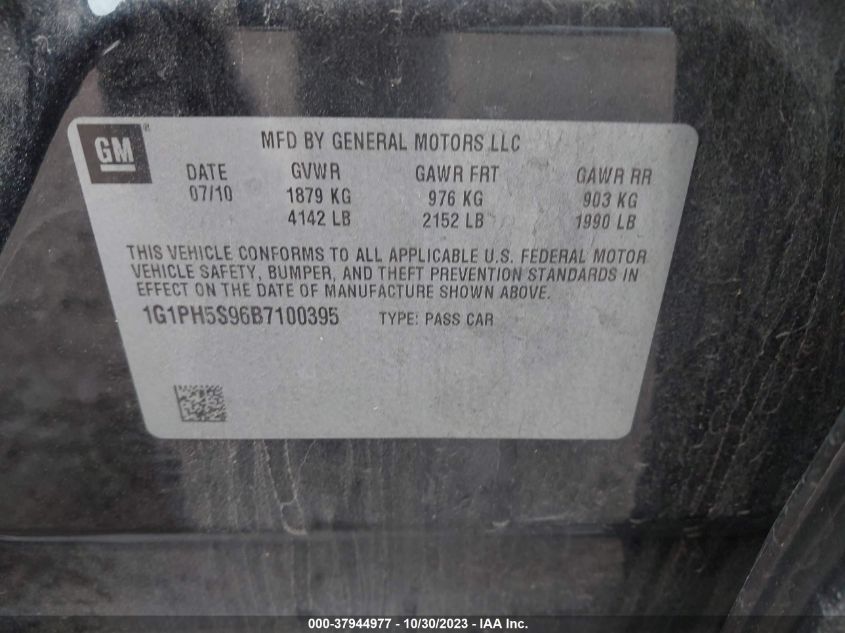 GM
MFD BY GENERAL MOTORS LLC
DATE GVWR GAWR FRT GAWR RR
07/10 1879 KG 976 KG 903 KG
4142 LB 2152 LB 1990 LB
THIS VEHICLE CONFORMS TO ALL APPLICABLE U.S. FEDERAL MOTOR
VEHICLE SAFETY, BUMPER, AND THEFT PREVENTION STANDARDS IN
EFFECT ON THE DATE OF MANUFACTURE SHOWN ABOVE.
1G1PH5S96B7100395 TYPE: PASS CAR
000-37944977 - 10/30/2023 - IAA Inc.